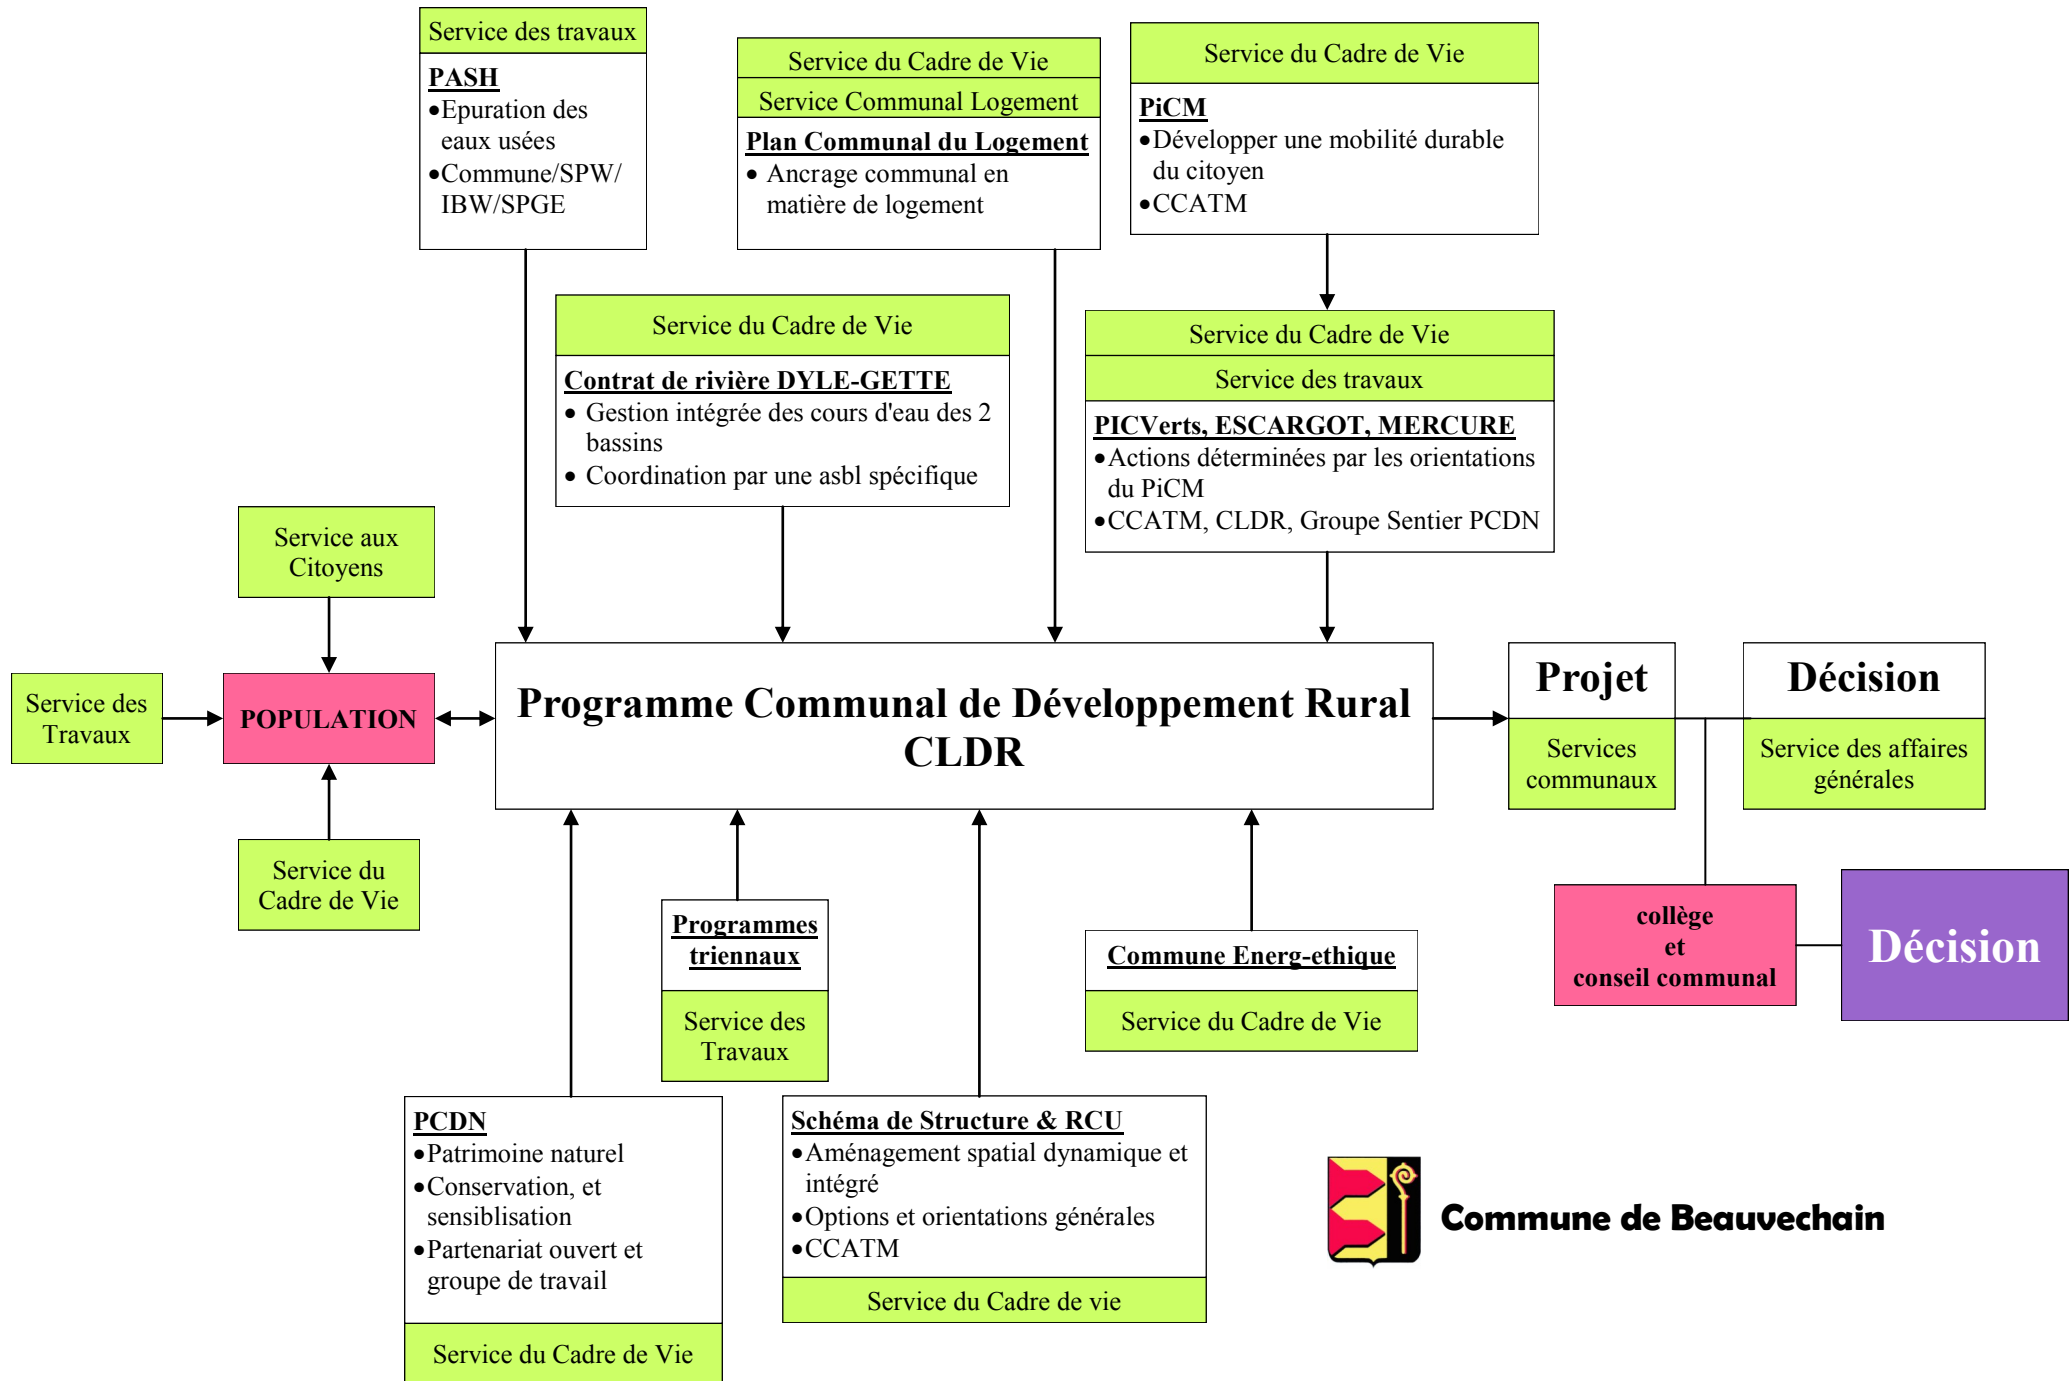 Service des travaux
PASH
•Epuration des
eaux usées
•Commune/SPW/
IBW/SPGE
Service du Cadre de Vie
Service Communal Logement
Plan Communal du Logement
• Ancrage communal en
matière de logement
Service du Cadre de Vie
PiCM
•Développer une mobilité durable
du citoyen
•CCATM
Service du Cadre de Vie
Contrat de rivière DYLE-GETTE
• Gestion intégrée des cours d'eau des 2
bassins
• Coordination par une asbl spécifique
Service du Cadre de Vie
Service des travaux
PICVerts, ESCARGOT, MERCURE
•Actions déterminées par les orientations
du PiCM
•CCATM, CLDR, Groupe Sentier PCDN
Service aux
Citoyens
Service des
Travaux
POPULATION
Service du
Cadre de Vie
Programme Communal de Développement Rural
CLDR
Projet
Services
communaux
Décision
Service des affaires
générales
collège
et
conseil communal
Décision
Programmes
triennaux
Service des
Travaux
Commune Energ-ethique
Service du Cadre de Vie
PCDN
•Patrimoine naturel
•Conservation, et
sensiblisation
•Partenariat ouvert et
groupe de travail
Service du Cadre de Vie
Schéma de Structure & RCU
•Aménagement spatial dynamique et
intégré
•Options et orientations générales
•CCATM
Service du Cadre de vie
Commune de Beauvechain